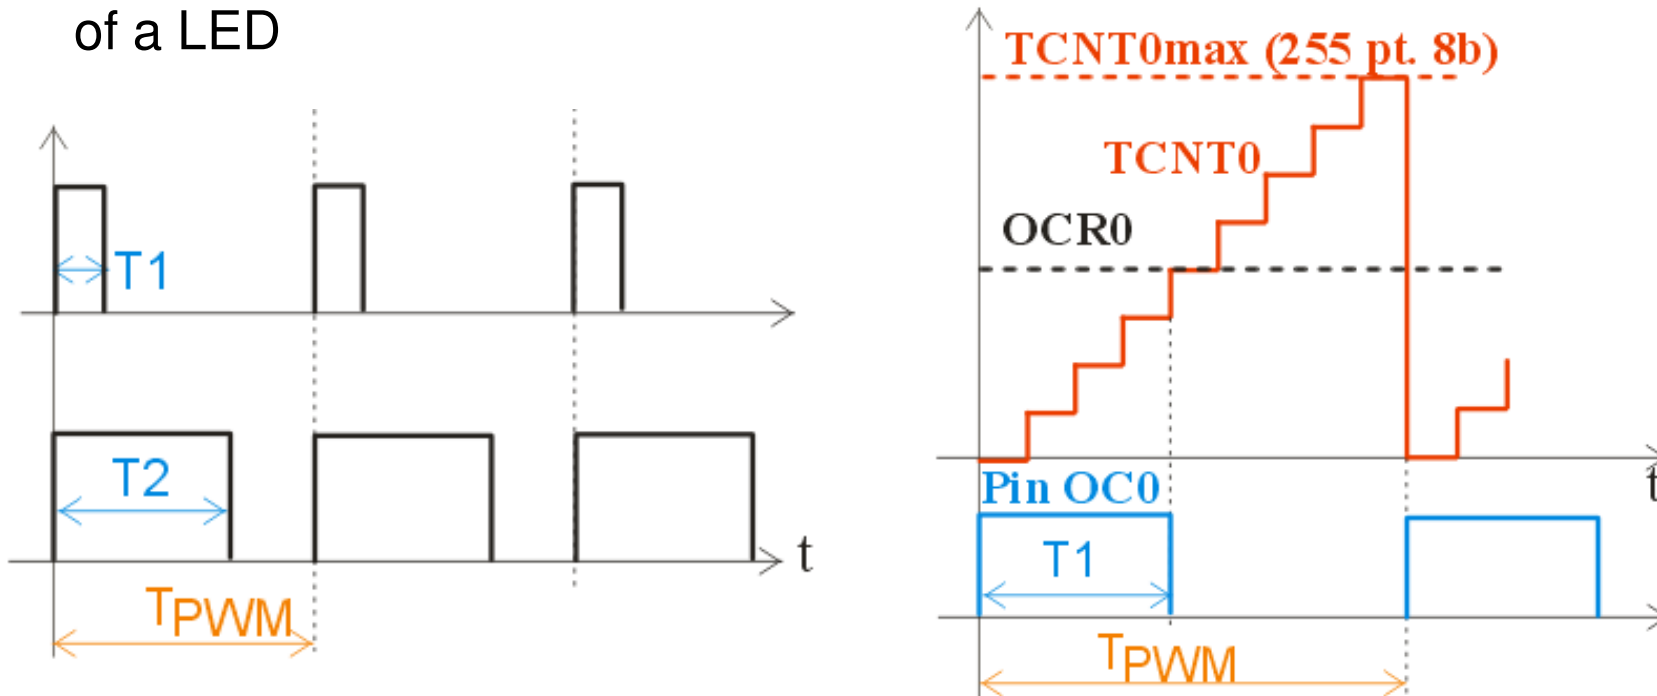 of a LED
T1
T2
t
TPWM
TCNT0max (255 pt. 8b)
TCNT0
OCR0
t
Pin OC0
T1
TPWM